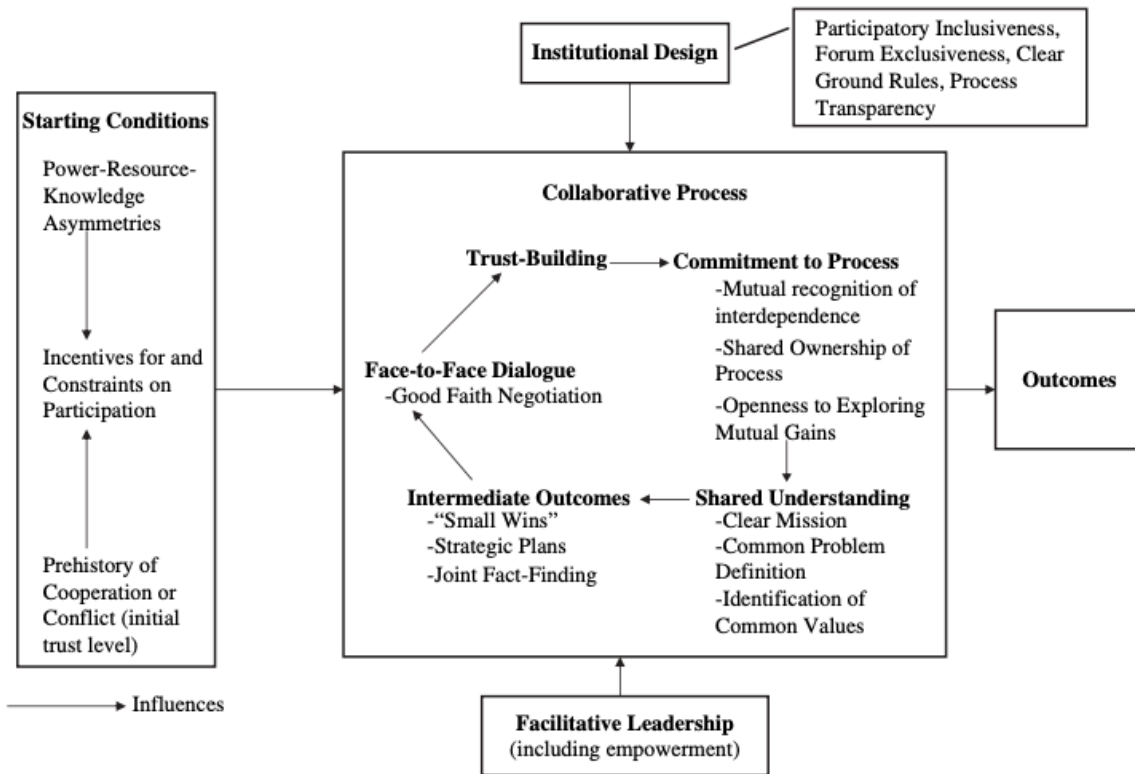 Institutional Design
Participatory Inclusiveness,
Forum Exclusiveness, Clear
Ground Rules, Process
Transparency
Starting Conditions
Power-Resource-
Knowledge
Asymmetries
Incentives for and
Constraints on
Participation
Prehistory of
Cooperation or
Conflict (initial
trust level)
Influences
Collaborative Process
Trust-Building
Commitment to Process
-Mutual recognition of
interdependence
-Shared Ownership of
Process
-Openness to Exploring
Mutual Gains
Face-to-Face Dialogue
-Good Faith Negotiation
Intermediate Outcomes
-“Small Wins”
-Strategic Plans
-Joint Fact-Finding
Shared Understanding
-Clear Mission
-Common Problem
Definition
-Identification of
Common Values
Outcomes
Facilitative Leadership
(including empowerment)